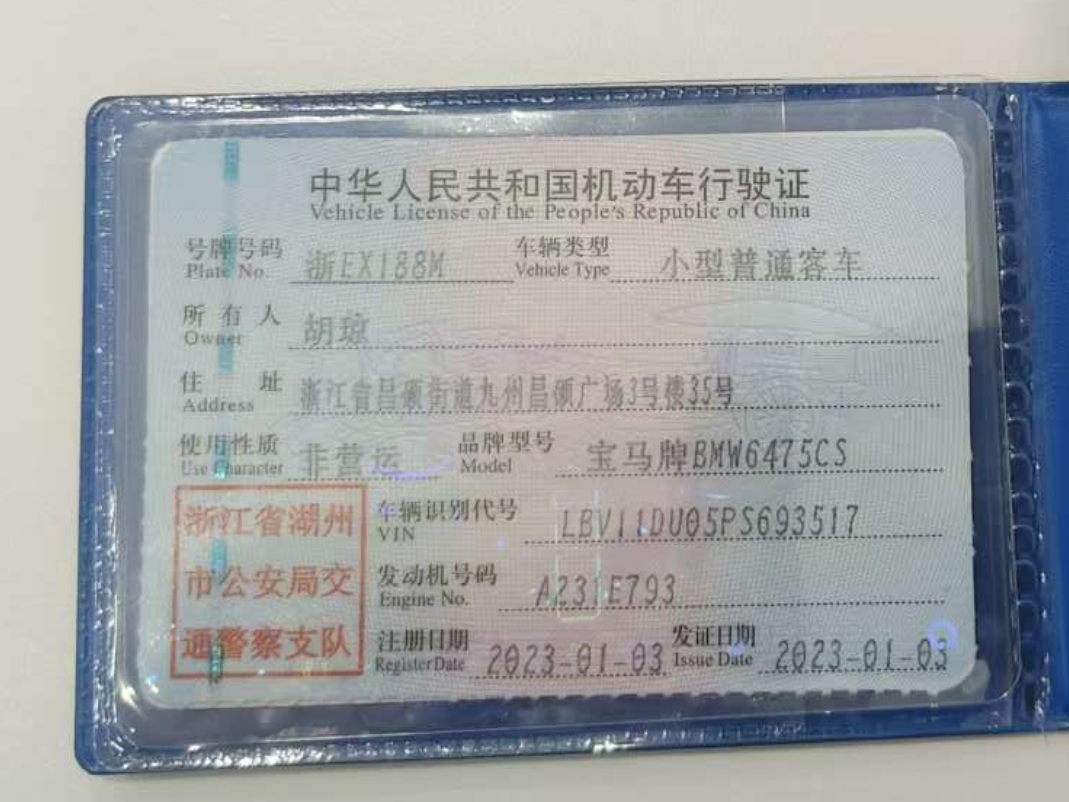 中华人民共和国机动车行驶证
Vehicle License of the People's Republic of China
号牌号码 浙EX188M 车辆类型 小型普通客车
Plate No. Vehicle Type
所有人 胡琼
Owner
住址 浙江省昌硕街道九州昌硕广场3号楼35号
Address
使用性质 非营运 品牌型号 宝马牌BMW6475CS
Use Character Model
浙江省湖州
市公安局交
通警察支队
车辆识别代号 LBV11DU05PS693517
VIN
发动机号码 A231E793
Engine No.
注册日期 2023-01-03 发证日期 2023-01-03
Register Date Issue Date